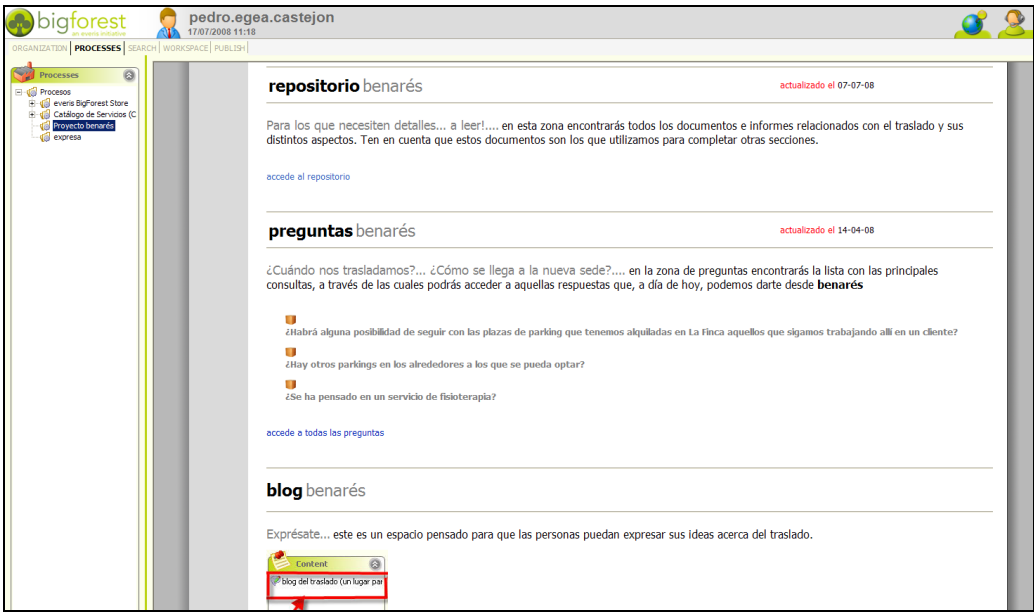 bigforest
an everis initiative
pedro.egea.castejon
17/07/2008 11:18
ORGANIZATION PROCESSES SEARCH WORKSPACE PUBLISH
Processes
Procesos
everis BigForest Store
Catálogo de Servicios (C
Proyecto benarés
expresa
repositorio benarés
actualizado el 07-07-08
Para los que necesiten detalles... a leer!.... en esta zona encontrarás todos los documentos e informes relacionados con el traslado y sus
distintos aspectos. Ten en cuenta que estos documentos son los que utilizamos para completar otras secciones.
accede al repositorio
preguntas benarés
actualizado el 14-04-08
¿Cuándo nos trasladamos?... ¿Cómo se llega a la nueva sede?.... en la zona de preguntas encontrarás la lista con las principales
consultas, a través de las cuales podrás acceder a aquellas respuestas que, a día de hoy, podemos darte desde benarés
¿Habrá alguna posibilidad de seguir con las plazas de parking que tenemos alquiladas en La Finca aquellos que sigamos trabajando allí en un cliente?
¿Hay otros parkings en los alrededores a los que se pueda optar?
¿Se ha pensado en un servicio de fisioterapia?
accede a todas las preguntas
blog benarés
Exprésate... este es un espacio pensado para que las personas puedan expresar sus ideas acerca del traslado.
Content
blog del traslado (un lugar par